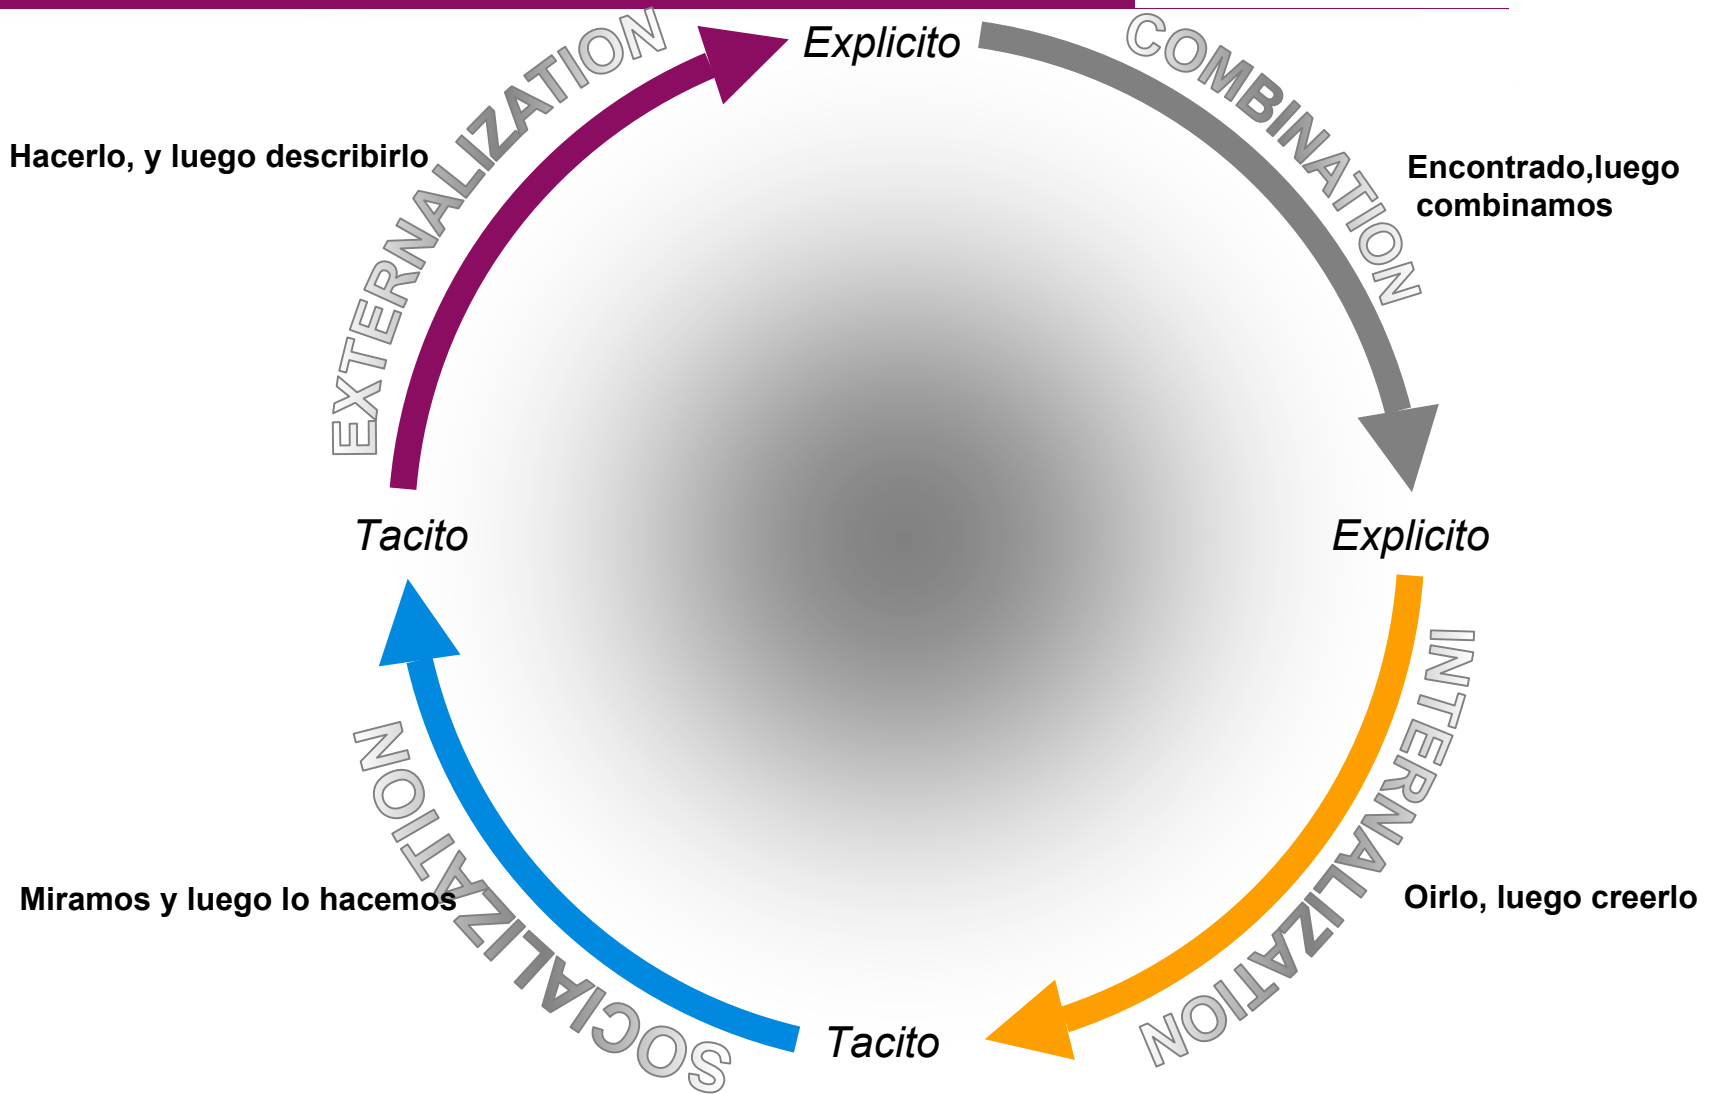 EXTERNALIZATION
Explicito
COMBINATION
Hacerlo, y luego describirlo
Encontrado,luego
combinamos
Tacito
Explicito
INTERNALIZATION
SOCIALIZATION
Miramos y luego lo hacemos
Oirlo, luego creerlo
Tacito